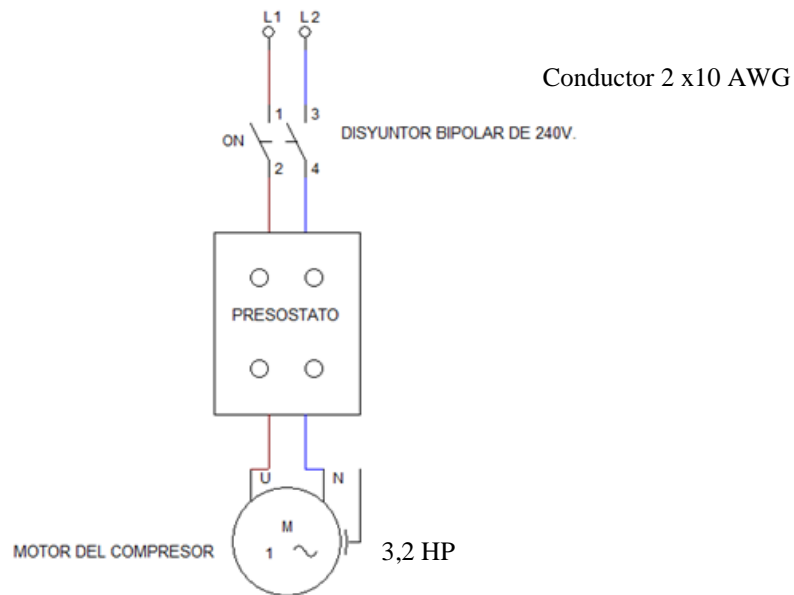 L1 L2
Conductor 2 x10 AWG
1 3
DISYUNTOR BIPOLAR DE 240V.
ON
2 4
PRESOSTATO
U N
M
MOTOR DEL COMPRESOR
1
3,2 HP